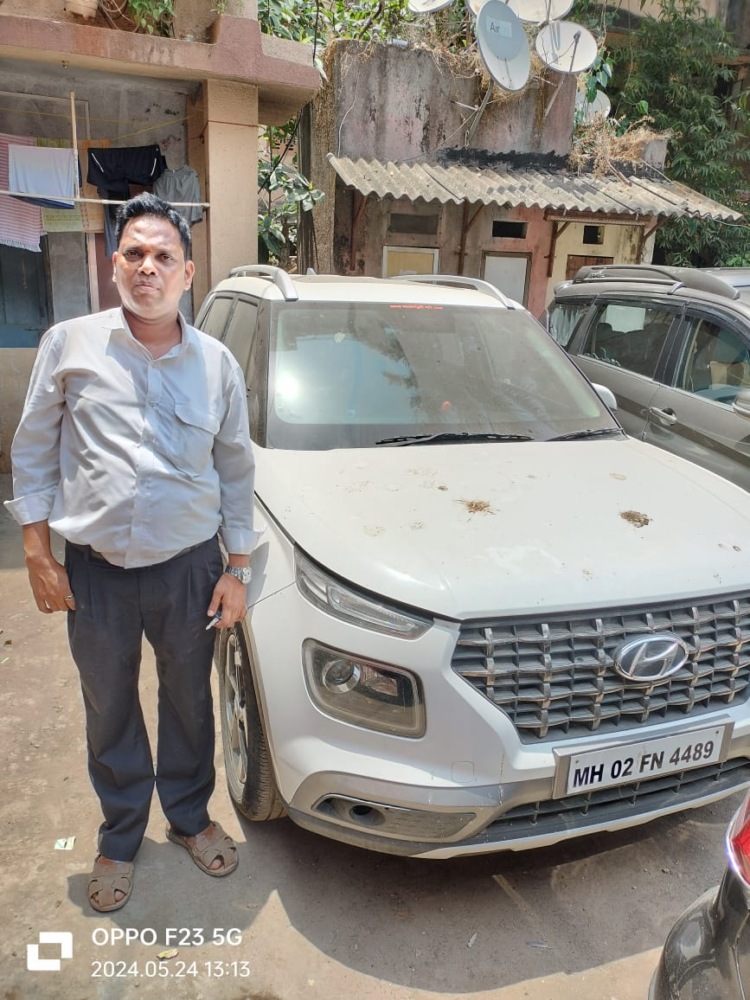 Air
MH 02 FN 4489
OPPO F23 5G
2024.05.24 13:13